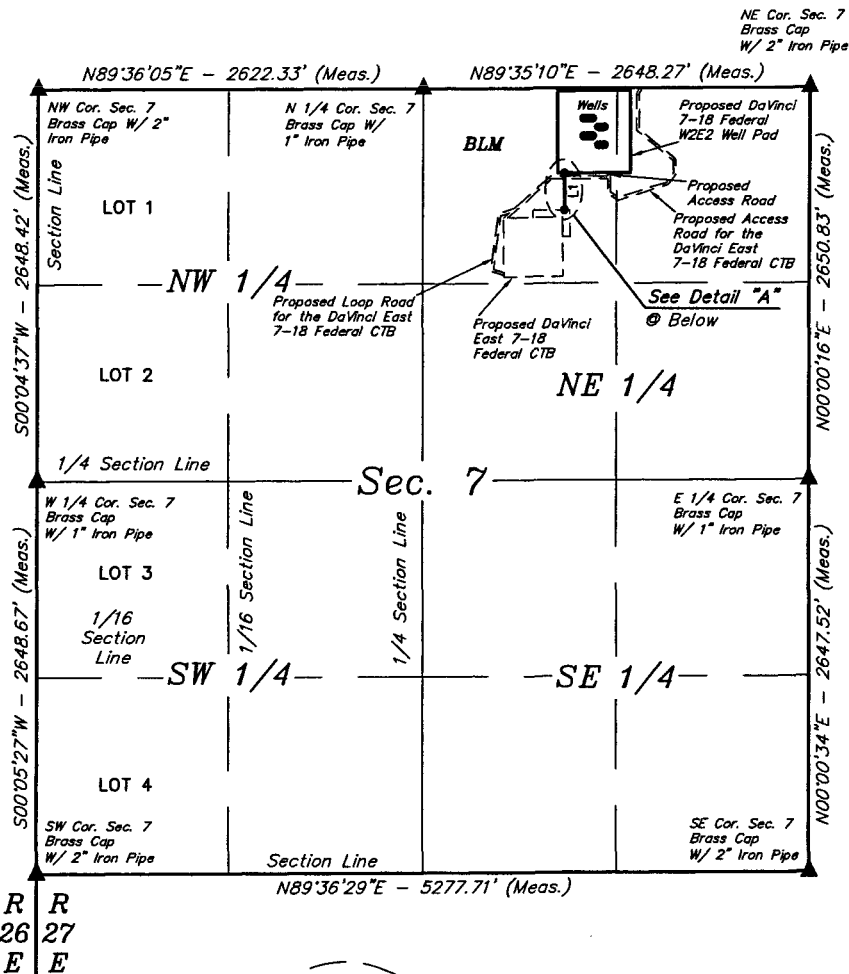 NE Cor. Sec. 7
Brass Cap
W/ 2" Iron Pipe
N89°36'05"E - 2622.33' (Meas.)
N89°35'10"E - 2648.27' (Meas.)
NW Cor. Sec. 7
Brass Cap W/ 2"
Iron Pipe
N 1/4 Cor. Sec. 7
Brass Cap W/
1" Iron Pipe
BLM
Wells
Proposed DaVinci
7-18 Federal
W2E2 Well Pad
Proposed
Access Road
Proposed Access
Road for the
DaVinci East
7-18 Federal CTB
S00°04'37"W - 2648.42' (Meas.)
Section Line
LOT 1
N00°00'16"E - 2650.83' (Meas.)
NW 1/4
Proposed Loop Road
for the DaVinci East
7-18 Federal CTB
Proposed DaVinci
East 7-18
Federal CTB
See Detail "A"
@ Below
LOT 2
NE 1/4
1/4 Section Line
Sec. 7
W 1/4 Cor. Sec. 7
Brass Cap
W/ 1" Iron Pipe
E 1/4 Cor. Sec. 7
Brass Cap
W/ 1" Iron Pipe
S00°05'27"W - 2648.67' (Meas.)
LOT 3
1/16
Section
Line
1/16 Section Line
1/4 Section Line
N00°00'34"E - 2647.52' (Meas.)
SW 1/4
SE 1/4
LOT 4
SW Cor. Sec. 7
Brass Cap
W/ 2" Iron Pipe
SE Cor. Sec. 7
Brass Cap
W/ 2" Iron Pipe
Section Line
N89°36'29"E - 5277.71' (Meas.)
R R
26 27
E E